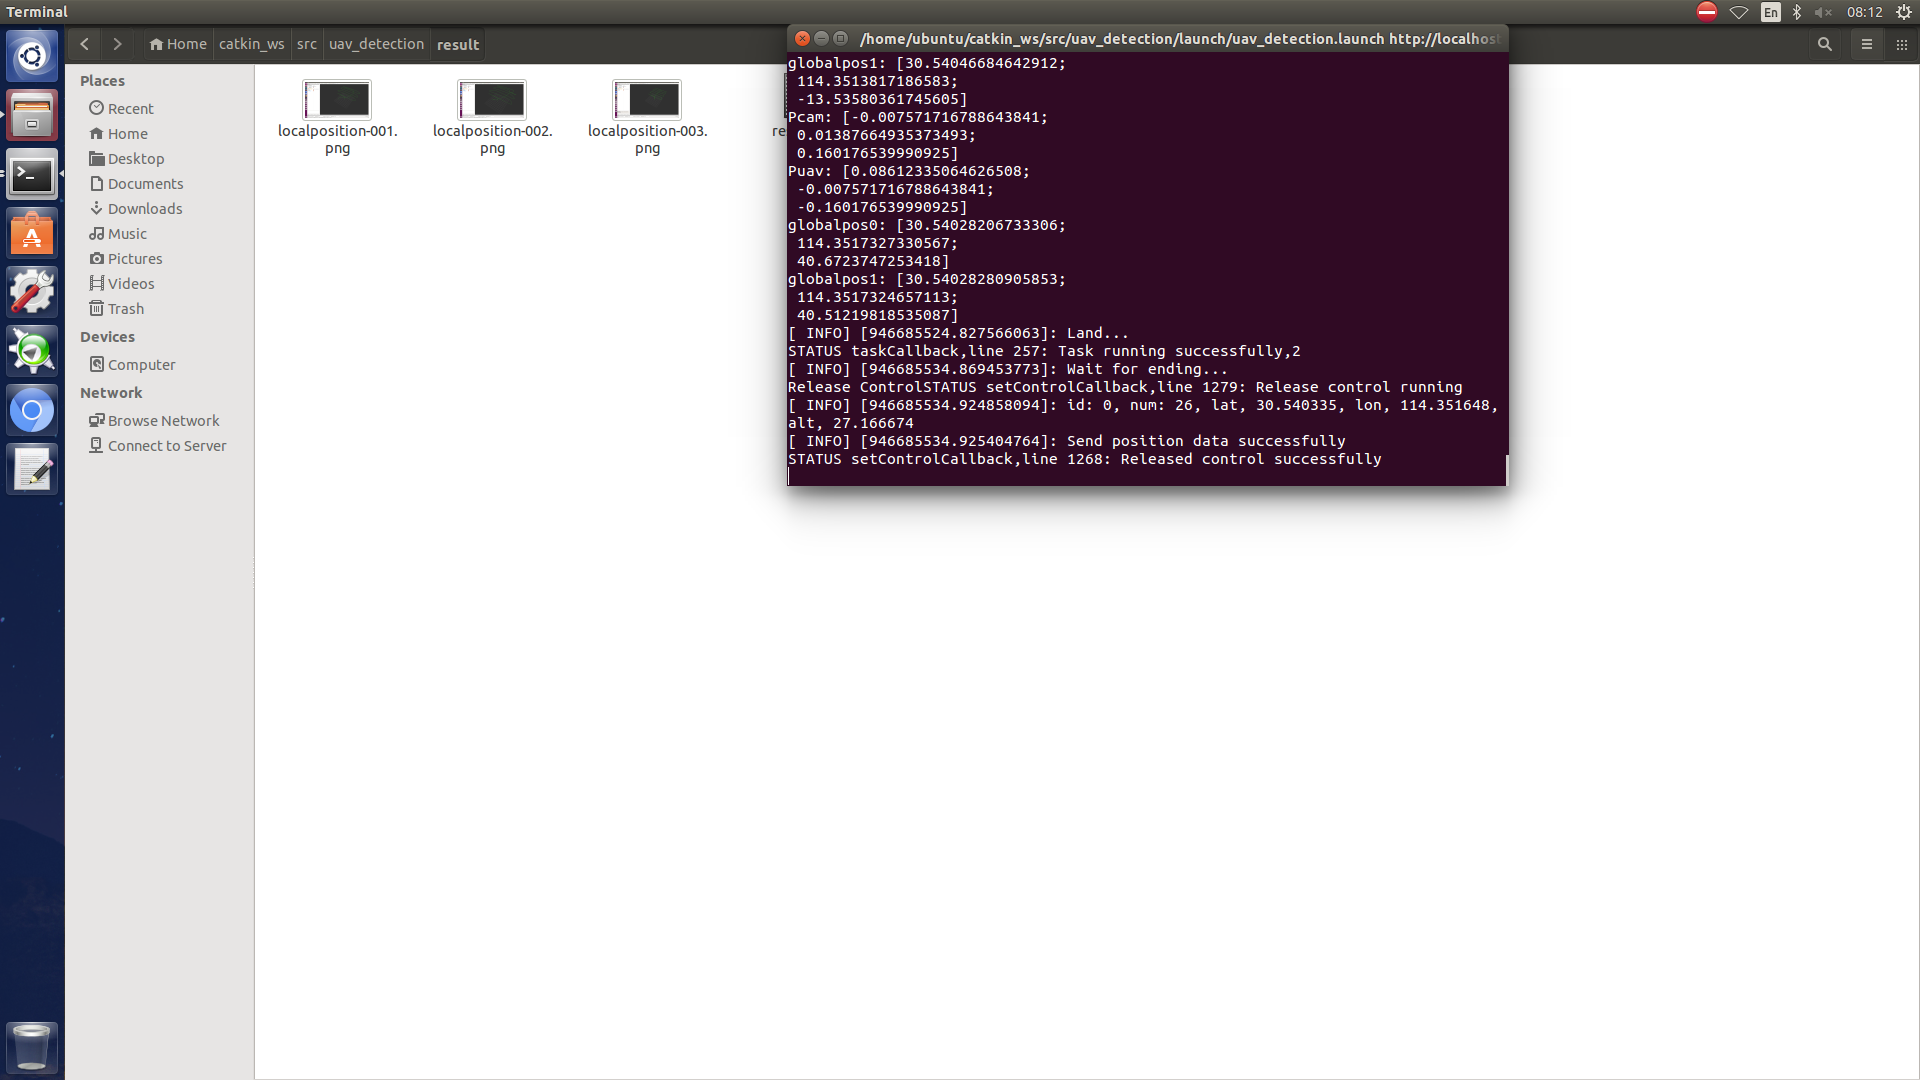 Terminal
En
08:12
Home
catkin_ws
src
uav_detection
result
/home/ubuntu/catkin_ws/src/uav_detection/launch/uav_detection.launch http://localhost
Places
Recent
Home
Desktop
Documents
Downloads
Music
Pictures
Videos
Trash
Devices
Computer
Network
Browse Network
Connect to Server
localposition-001.
png
localposition-002.
png
localposition-003.
png
re
globalpos1: [30.54046684642912;
114.3513817186583;
-13.53580361745605]
Pcam: [-0.007571716788643841;
0.01387664935373493;
0.160176539990925]
Puav: [0.08612335064626508;
-0.007571716788643841;
-0.160176539990925]
globalpos0: [30.54028206733306;
114.3517327330567;
40.6723747253418]
globalpos1: [30.54028280905853;
114.3517324657113;
40.51219818535087]
[ INFO] [946685524.827566063]: Land...
STATUS taskCallback,line 257: Task running successfully,2
[ INFO] [946685534.869453773]: Wait for ending...
Release ControlSTATUS setControlCallback,line 1279: Release control running
[ INFO] [946685534.924858094]: id: 0, num: 26, lat, 30.540335, lon, 114.351648,
alt, 27.166674
[ INFO] [946685534.925404764]: Send position data successfully
STATUS setControlCallback,line 1268: Released control successfully